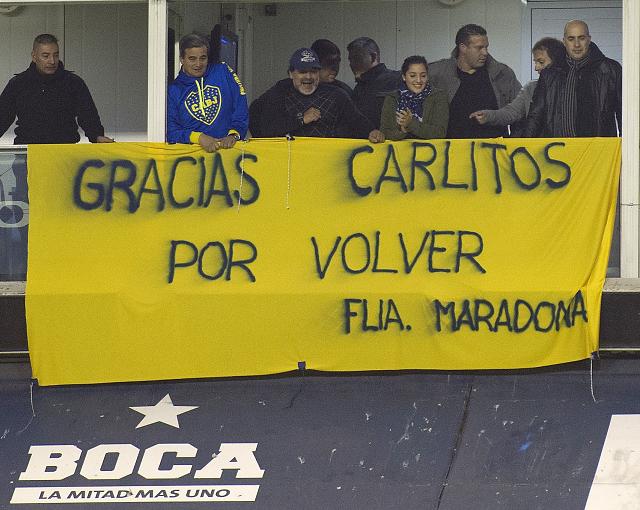 CABJ
GRACIAS CARLITOS
POR VOLVER
FLIA. MARADONA
BOCA
LA MITAD MAS UNO